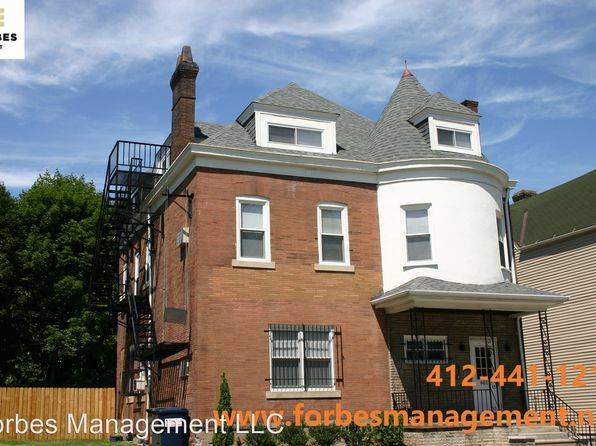 412-441-12
www.forbesmanagement.n
orbes Management LLC